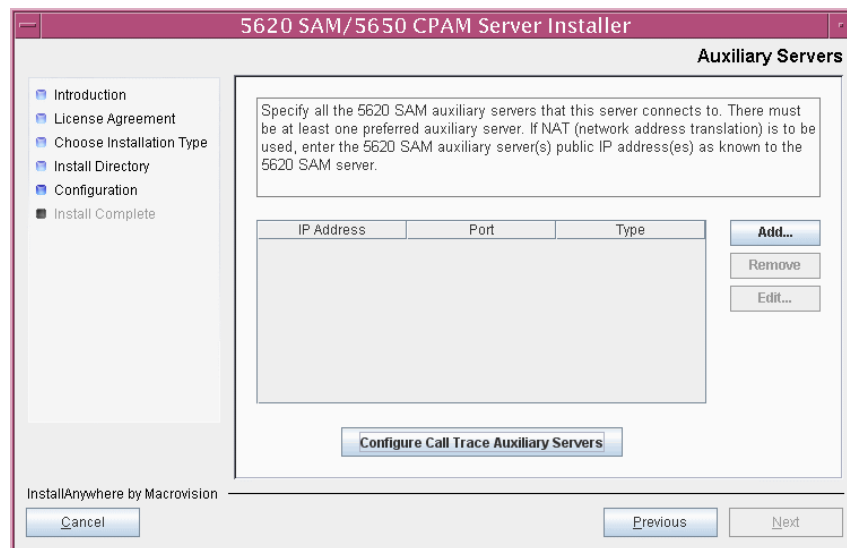 5620 SAM/5650 CPAM Server Installer
Auxiliary Servers
Introduction
License Agreement
Choose Installation Type
Install Directory
Configuration
Install Complete
Specify all the 5620 SAM auxiliary servers that this server connects to. There must
be at least one preferred auxiliary server. If NAT (network address translation) is to be
used, enter the 5620 SAM auxiliary server(s) public IP address(es) as known to the
5620 SAM server.
IP Address Port Type
Add...
Remove
Edit...
Configure Call Trace Auxiliary Servers
InstallAnywhere by Macrovision
Cancel Previous Next